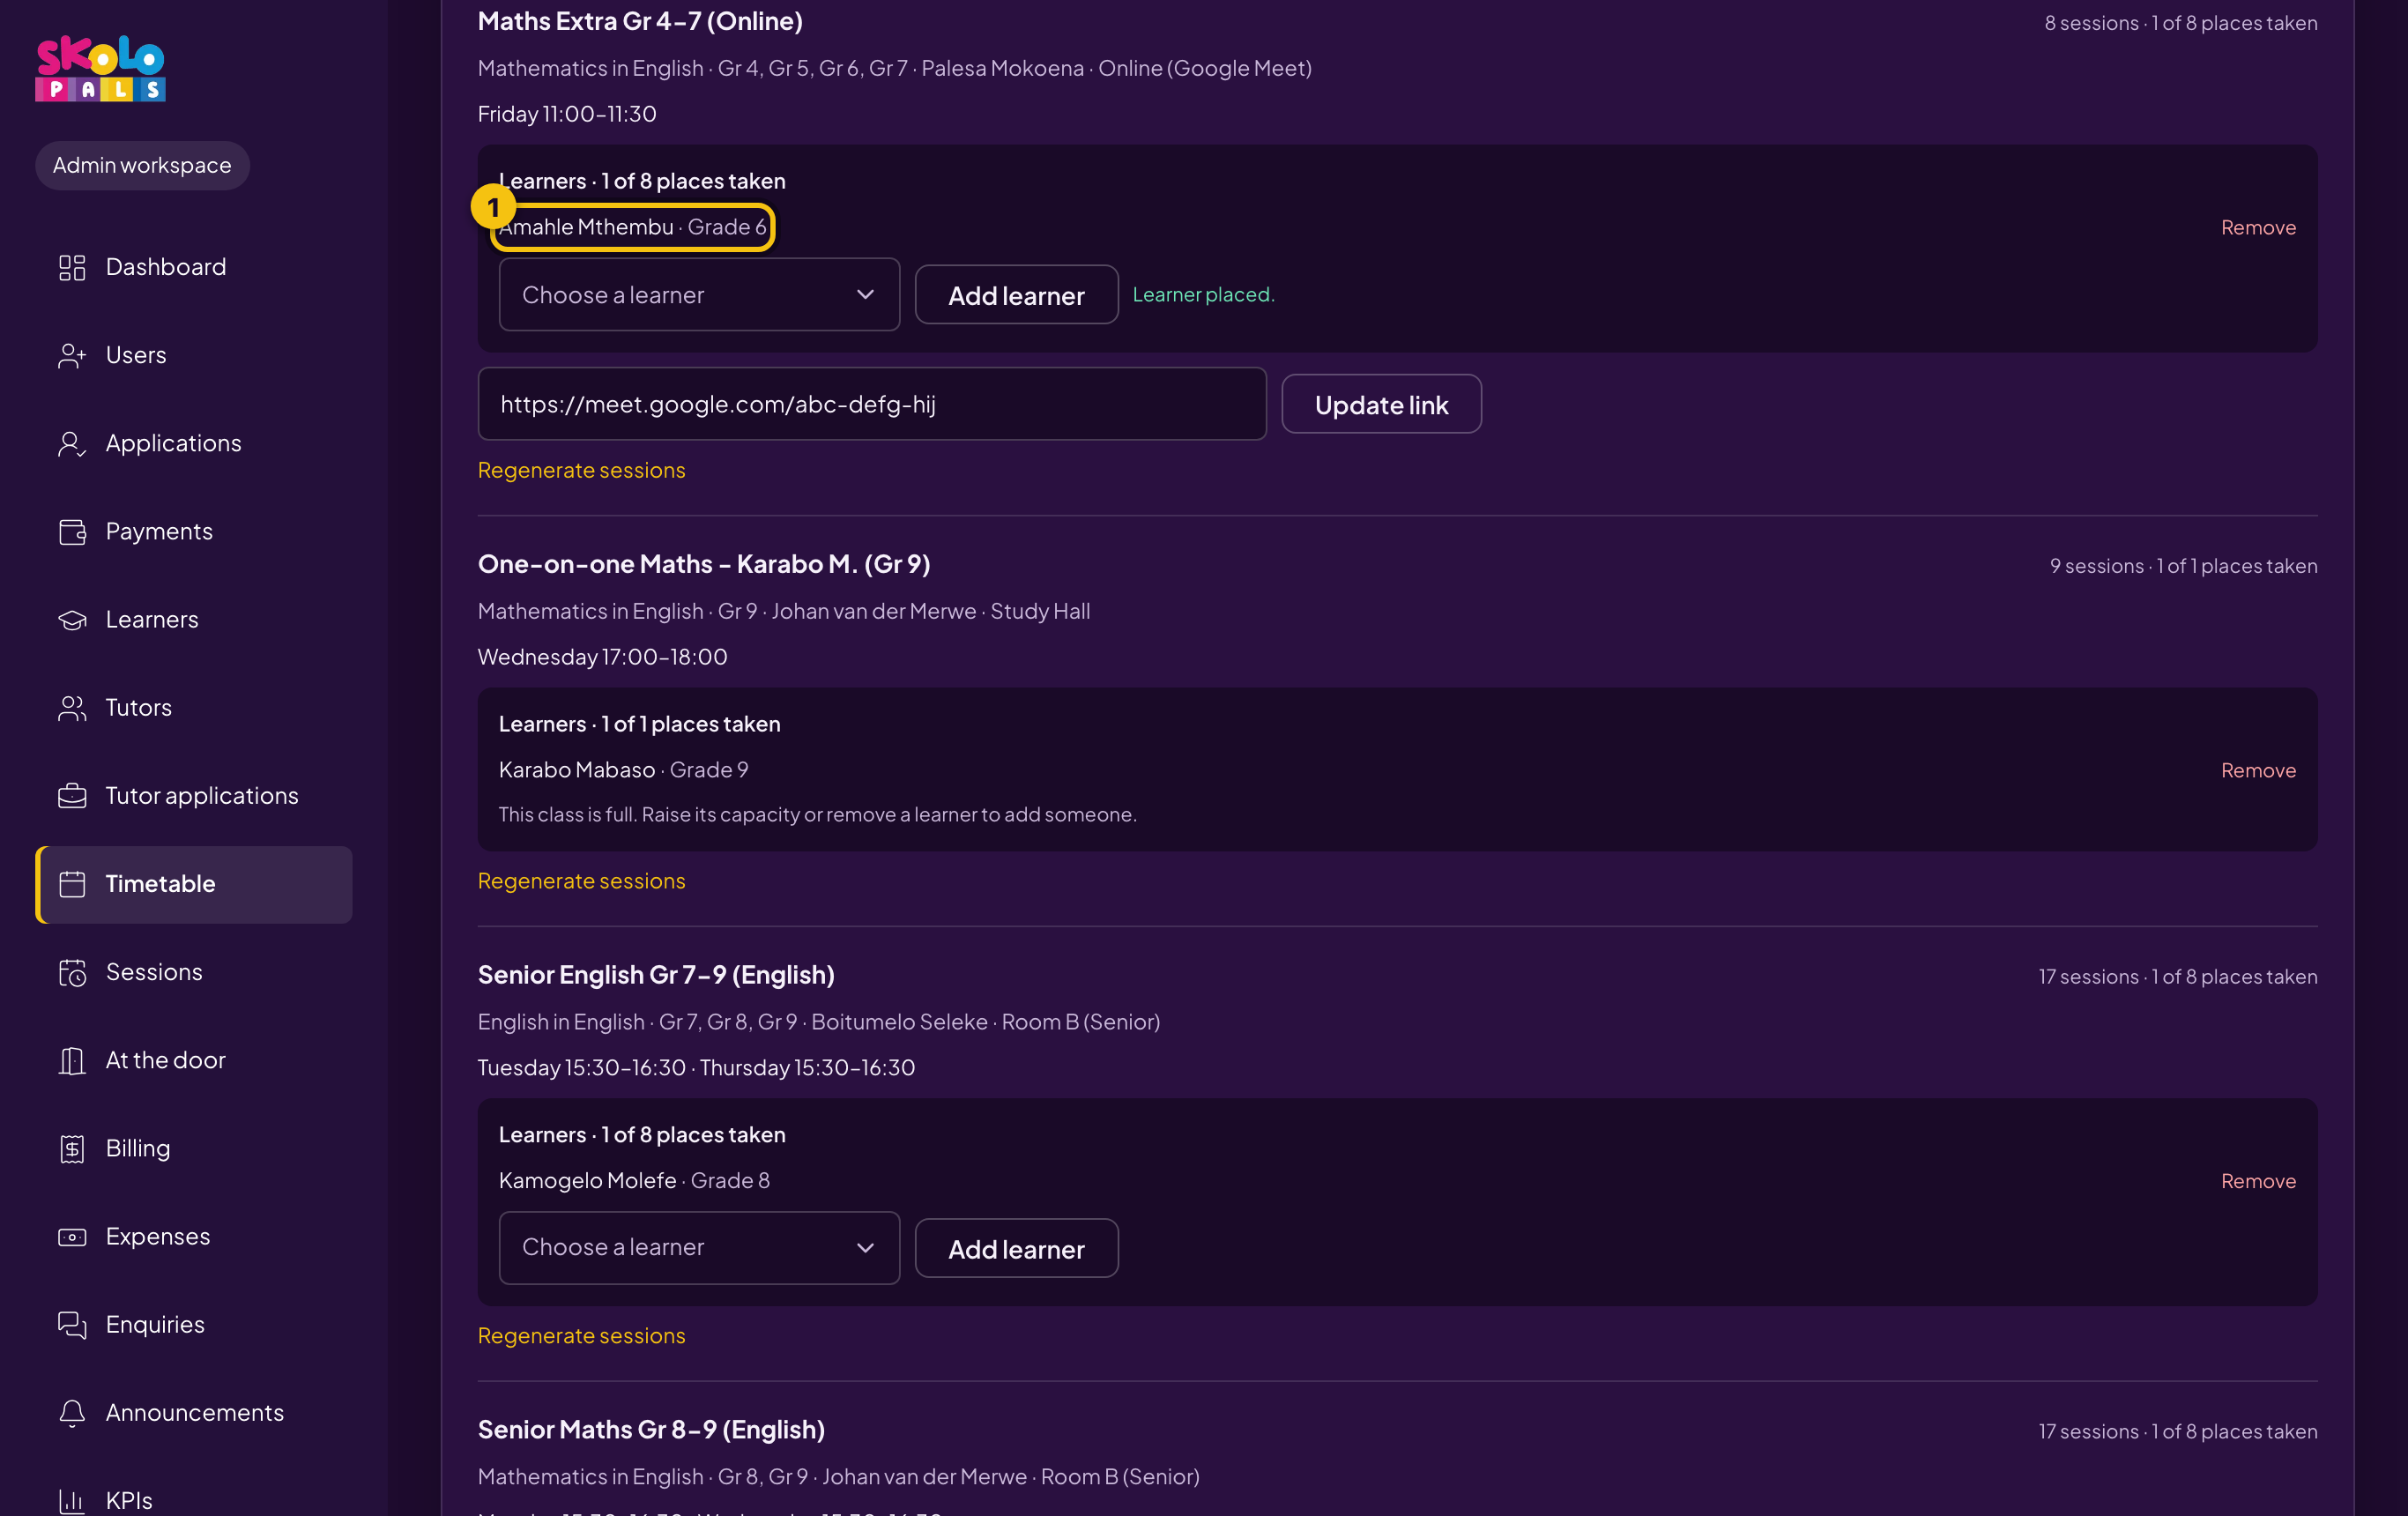 SKOLO
PALS
Admin workspace
Dashboard
Users
Applications
Payments
Learners
Tutors
Tutor applications
Timetable
Sessions
At the door
Billing
Expenses
Enquiries
Announcements
KPIs
Maths Extra Gr 4–7 (Online)
8 sessions · 1 of 8 places taken
Mathematics in English · Gr 4, Gr 5, Gr 6, Gr 7 · Palesa Mokoena · Online (Google Meet)
Friday 11:00–11:30
Learners · 1 of 8 places taken
1
Amahle Mthembu · Grade 6
Remove
Choose a learner
Add learner
Learner placed.
https://meet.google.com/abc-defg-hij
Update link
Regenerate sessions
One-on-one Maths – Karabo M. (Gr 9)
9 sessions · 1 of 1 places taken
Mathematics in English · Gr 9 · Johan van der Merwe · Study Hall
Wednesday 17:00–18:00
Learners · 1 of 1 places taken
Karabo Mabaso · Grade 9
Remove
This class is full. Raise its capacity or remove a learner to add someone.
Regenerate sessions
Senior English Gr 7–9 (English)
17 sessions · 1 of 8 places taken
English in English · Gr 7, Gr 8, Gr 9 · Boitumelo Seleke · Room B (Senior)
Tuesday 15:30–16:30 · Thursday 15:30–16:30
Learners · 1 of 8 places taken
Kamogelo Molefe · Grade 8
Remove
Choose a learner
Add learner
Regenerate sessions
Senior Maths Gr 8–9 (English)
17 sessions · 1 of 8 places taken
Mathematics in English · Gr 8, Gr 9 · Johan van der Merwe · Room B (Senior)